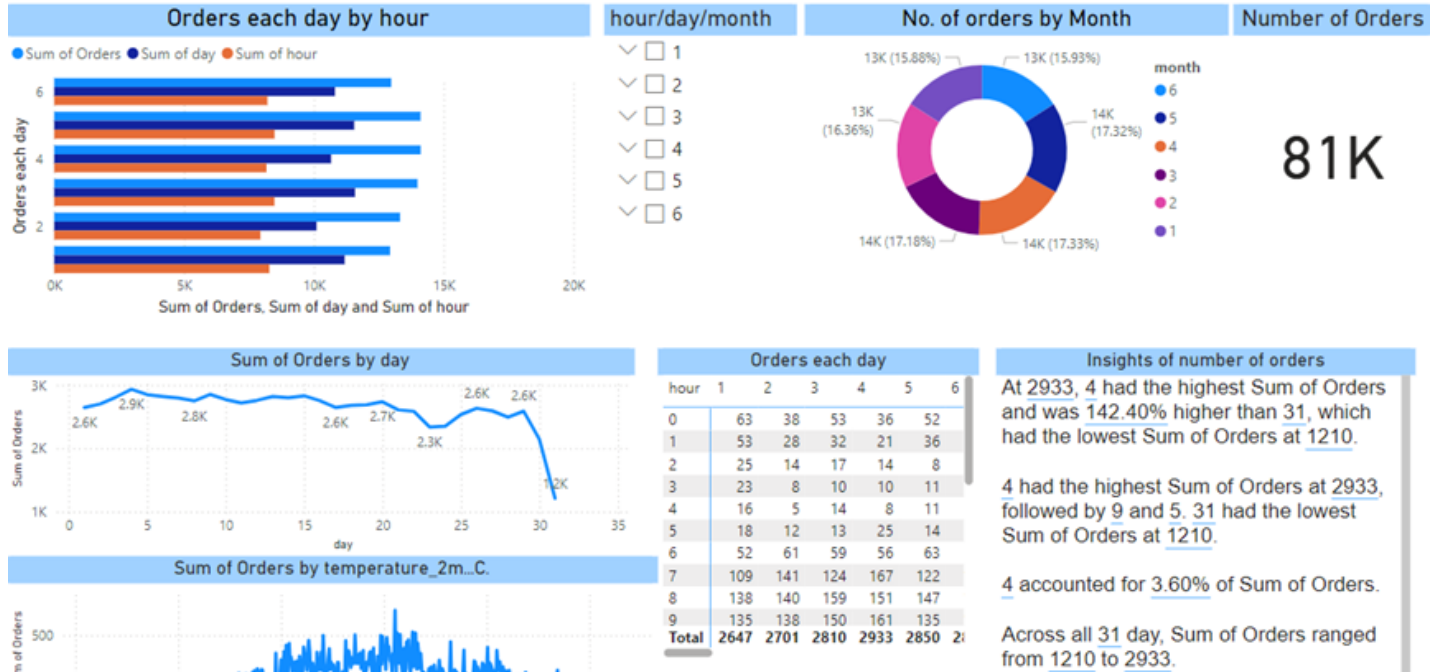 Orders each day by hour
Sum of Orders Sum of day Sum of hour
Orders each day
6
4
2
0K 5K 10K 15K 20K
Sum of Orders, Sum of day and Sum of hour
hour/day/month
1
2
3
4
5
6
No. of orders by Month
13K (15.88%)
13K (15.93%)
13K
(16.36%)
14K
(17.32%)
14K (17.18%)
14K (17.33%)
month
6
5
4
3
2
1
Number of Orders
81K
Sum of Orders by day
Sum of Orders
3K
2K
1K
2.6K
2.9K
2.8K
2.6K
2.7K
2.3K
2.6K
2.6K
0 5 10 15 20 25 30 35
day
Sum of Orders by temperature_2m...C.
500
Orders each day
hour 1 2 3 4 5 6
0 63 38 53 36 52
1 53 28 32 21 36
2 25 14 17 14 8
3 23 8 10 10 11
4 16 5 14 8 11
5 18 12 13 25 14
6 52 61 59 56 63
7 109 141 124 167 122
8 138 140 159 151 147
9 135 138 150 161 135
Total 2647 2701 2810 2933 2850
Insights of number of orders
At 2933, 4 had the highest Sum of Orders
and was 142.40% higher than 31, which
had the lowest Sum of Orders at 1210.
4 had the highest Sum of Orders at 2933,
followed by 9 and 5. 31 had the lowest
Sum of Orders at 1210.
4 accounted for 3.60% of Sum of Orders.
Across all 31 day, Sum of Orders ranged
from 1210 to 2933.